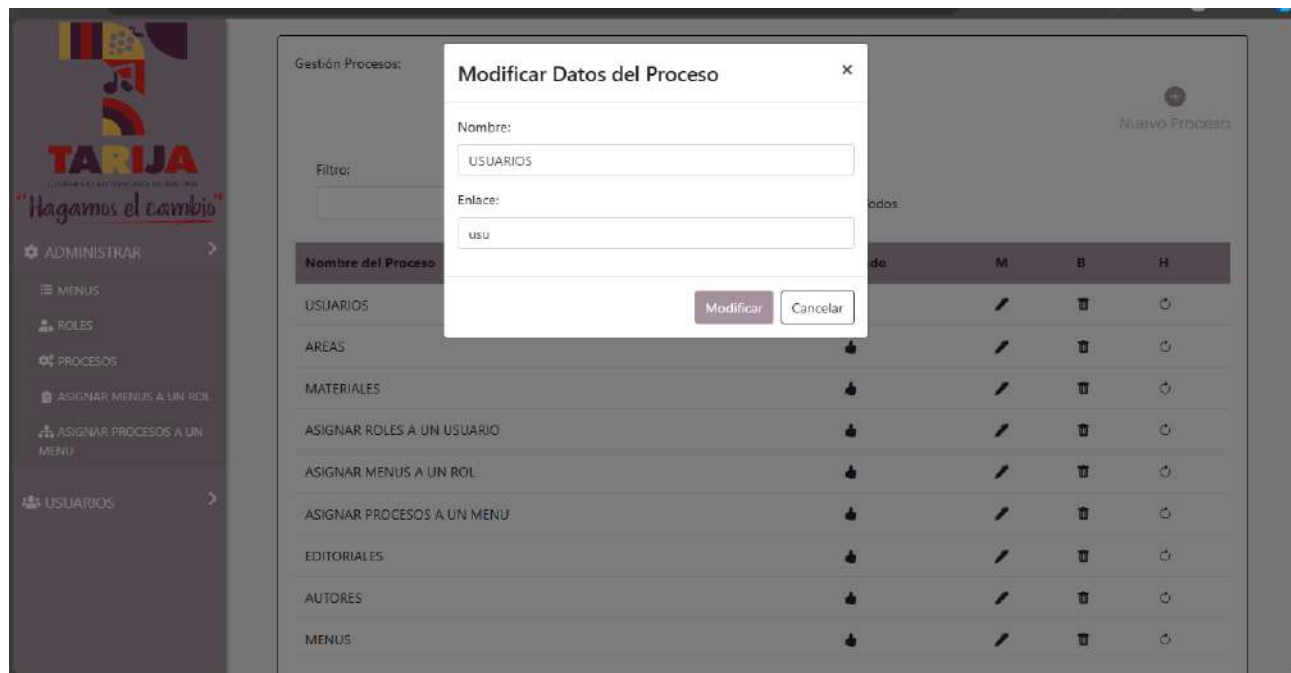 TARIJA
"Hagamos el cambio"
ADMINISTRAR
MENUS
ROLES
PROCESOS
ASIGNAR MENUS A UN ROL
ASIGNAR PROCESOS A UN
MENU
USUARIOS
Gestión Procesos:
Nuevo Proceso
Filtro:
odos
Modificar Datos del Proceso ×
Nombre:
USUARIOS
Enlace:
usu
Modificar Cancelar
Nombre del Proceso do M B H
USUARIOS
AREAS
MATERIALES
ASIGNAR ROLES A UN USUARIO
ASIGNAR MENUS A UN ROL
ASIGNAR PROCESOS A UN MENU
EDITORIALES
AUTORES
MENUS